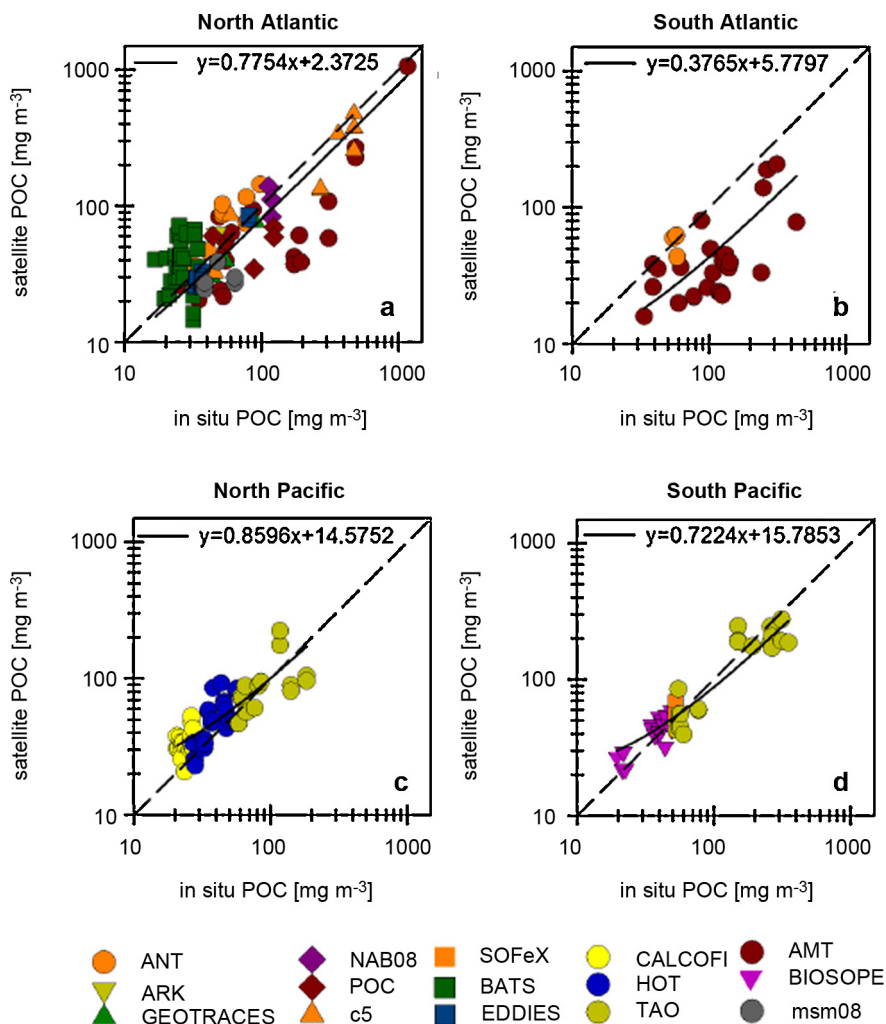 North Atlantic
South Atlantic
y=0.7754x+2.3725
y=0.3765x+5.7797
1000
1000
satellite POC [mg m-3]
satellite POC [mg m-3]
100
100
a
b
10
10
10 100 1000
10 100 1000
in situ POC [mg m-3]
in situ POC [mg m-3]
North Pacific
South Pacific
y=0.8596x+14.5752
y=0.7224x+15.7853
1000
1000
satellite POC [mg m-3]
satellite POC [mg m-3]
100
100
c
d
10
10
10 100 1000
10 100 1000
in situ POC [mg m-3]
in situ POC [mg m-3]
ANT
ARK
GEOTRACES
NAB08
POC
c5
SOFeX
BATS
EDDIES
CALCOFI
HOT
TAO
AMT
BIOSOPE
msm08